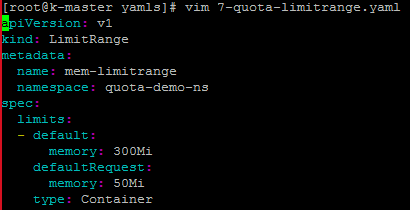 [root@k-master yamls]# vim 7-quota-limitrange.yaml
apiVersion: v1
kind: LimitRange
metadata:
  name: mem-limitrange
  namespace: quota-demo-ns
spec:
  limits:
  - default:
      memory: 300Mi
    defaultRequest:
      memory: 50Mi
    type: Container